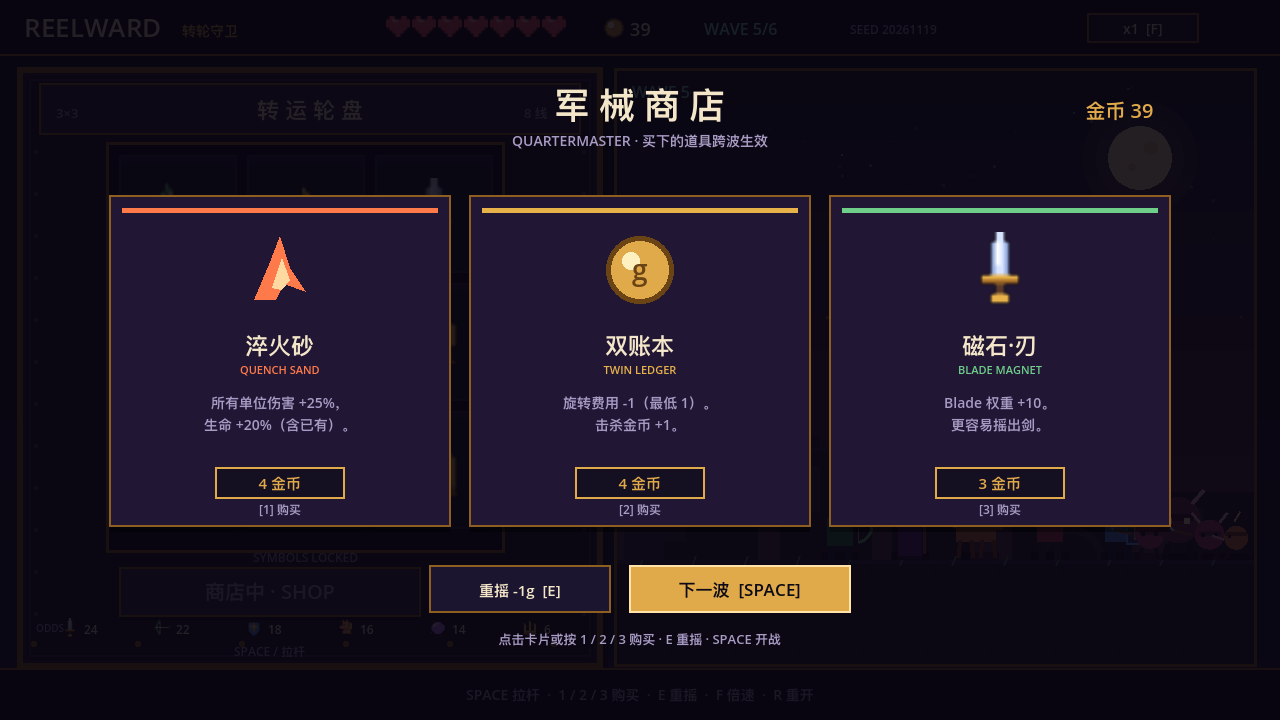 REELWARD 转轮守卫 39 WAVE 5/6 SEED 20261119 x1 [F]
3×3 转运轮盘 8 线
军械商店
金币 39
QUARTERMASTER · 买下的道具跨波生效
g
淬火砂
QUENCH SAND
所有单位伤害 +25%,
生命 +20%（含已有）。
4 金币
[1] 购买
双账本
TWIN LEDGER
旋转费用 -1（最低 1）。
击杀金币 +1。
4 金币
[2] 购买
磁石·刃
BLADE MAGNET
Blade 权重 +10。
更容易摇出剑。
3 金币
[3] 购买
SYMBOLS LOCKED
商店中 · SHOP
重摇 -1g [E]
下一波 [SPACE]
ODDS 24 22 18 16 14 6
SPACE / 拉杆
点击卡片或按 1 / 2 / 3 购买 · E 重摇 · SPACE 开战
SPACE 拉杆 · 1 / 2 / 3 购买 · E 重摇 · F 倍速 · R 重开